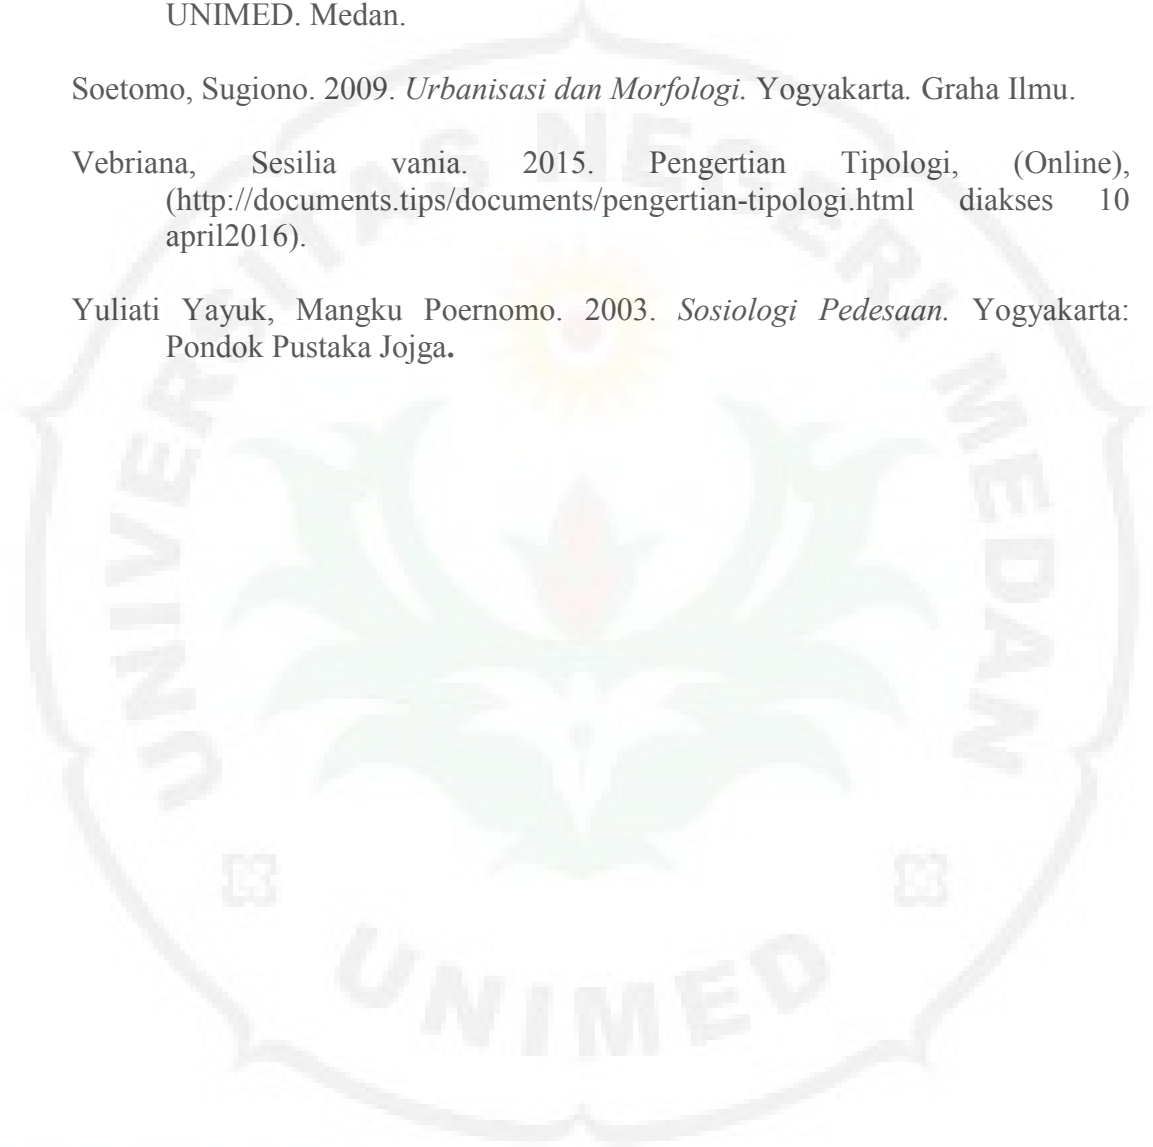 UNIMED. Medan.
Soetomo, Sugiono. 2009. Urbanisasi dan Morfologi. Yogyakarta. Graha Ilmu.
Vebriana, Sesilia vania. 2015. Pengertian Tipologi, (Online),
(http://documents.tips/documents/pengertian-tipologi.html diakses 10
april2016).
Yuliati Yayuk, Mangku Poernomo. 2003. Sosiologi Pedesaan. Yogyakarta:
Pondok Pustaka Jojga.
UNIVERSITAS NEGERI MEDAN
UNIMED